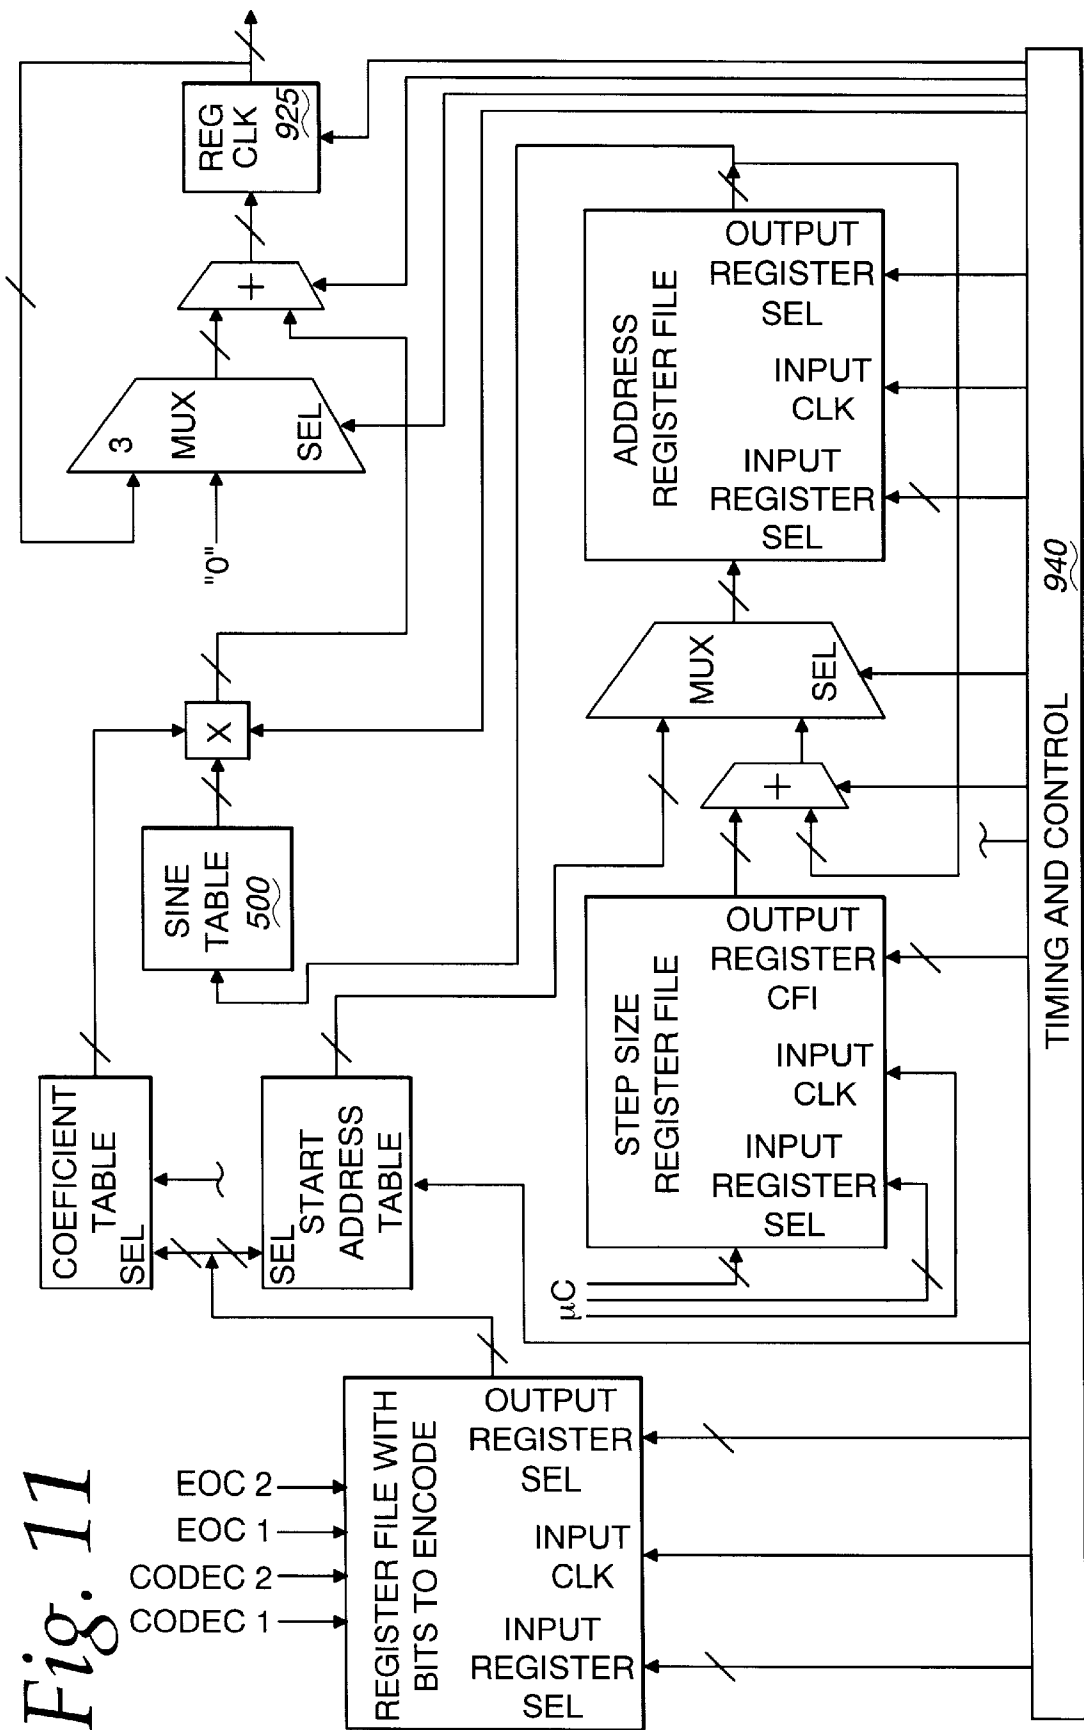 Fig. 11
EOC 2
EOC 1
CODEC 2
CODEC 1
REGISTER FILE WITH
BITS TO ENCODE
INPUT
REGISTER
SEL
INPUT
CLK
OUTPUT
REGISTER
SEL
COEFICIENT
TABLE
SEL
SEL
START
ADDRESS
TABLE
μC
STEP SIZE
REGISTER FILE
INPUT
REGISTER
SEL
INPUT
CLK
OUTPUT
REGISTER
CFI
SINE
TABLE
500
X
"0"
3
MUX
SEL
+
REG
CLK
925
+
MUX
SEL
ADDRESS
REGISTER FILE
INPUT
REGISTER
SEL
INPUT
CLK
OUTPUT
REGISTER
SEL
TIMING AND CONTROL
940